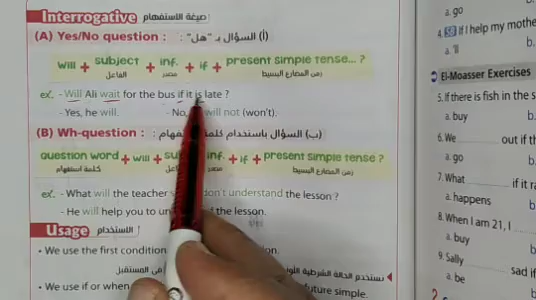 Interrogative صيغة الاستفهام
(A) Yes/No question : : "هل" السؤال بـ (أ)
will + subject + inf. + if + present simple tense...?
الفاعل مصدر زمن المضارع البسيط
ex. - Will Ali wait for the bus if it is late ?
- Yes, he will. - No, will not (won't).
(B) Wh-question : : السؤال باستخدام (ب)
question word + will + + inf. + if + present simple tense ?
كلمة استفهام مصدر زمن المضارع البسيط
ex. - What will the teacher don't understand the lesson ?
- He will help you to the lesson.
Usage الاستخدام
• We use the first condition
نستخدم الحالة الشرطية في المستقبل
• We use if or when future simple.
a. go
4. If I help my mothe
a. 'll b.
El-Moasser Exercises
5. If there is fish in the s
a. buy b.
6. We out if th
a. go b.
7. What if it r
a. happens b
8. When I am 21, I
a. buy b
9. Sally sad if
a. be b